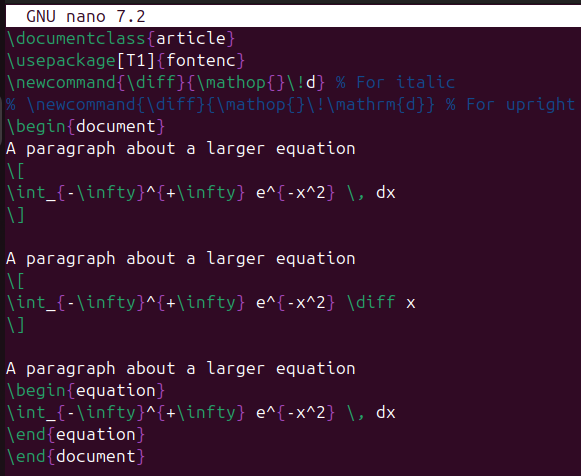 GNU nano 7.2
\documentclass{article}
\usepackage[T1]{fontenc}
\newcommand{\diff}{\mathop{}\!d} % For italic
% \newcommand{\diff}{\mathop{}\!\mathrm{d}} % For upright
\begin{document}
A paragraph about a larger equation
\[
\int_{-\infty}^{+\infty} e^{-x^2} \, dx
\]

A paragraph about a larger equation
\[
\int_{-\infty}^{+\infty} e^{-x^2} \diff x
\]

A paragraph about a larger equation
\begin{equation}
\int_{-\infty}^{+\infty} e^{-x^2} \, dx
\end{equation}
\end{document}